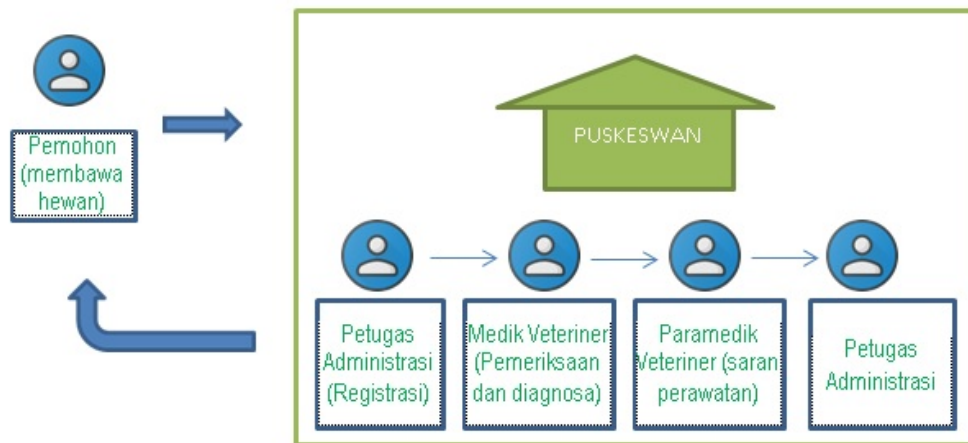 Pemohon
(membawa
hewan)
PUSKESWAN
Petugas
Administrasi
(Registrasi)
Medik Veteriner
(Pemeriksaan
dan diagnosa)
Paramedik
Veteriner (saran
perawatan)
Petugas
Administrasi